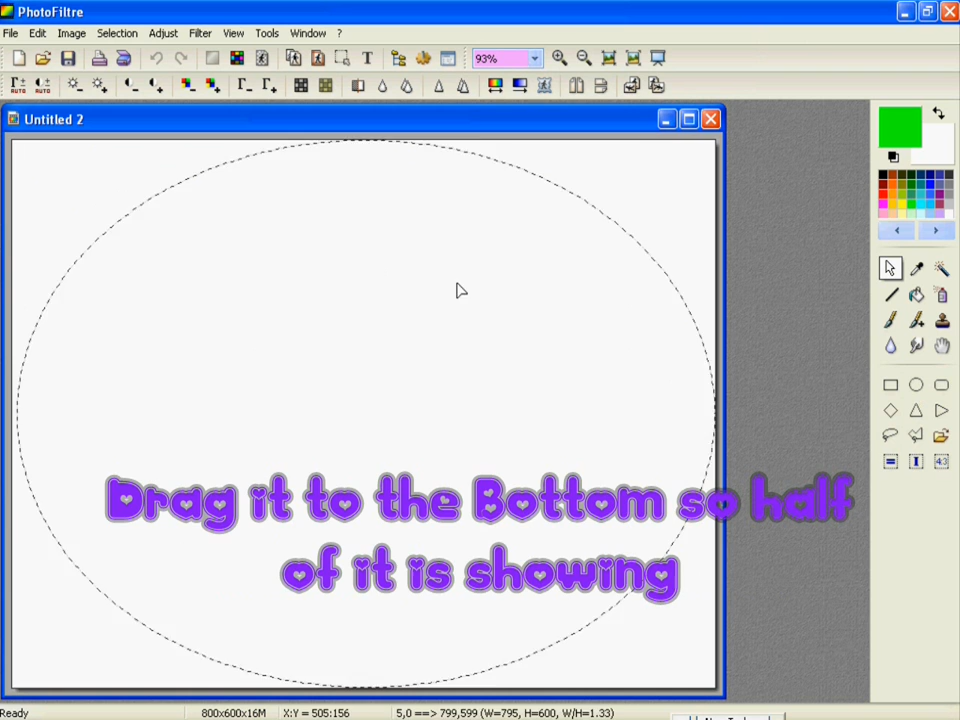 PhotoFiltre
File Edit Image Selection Adjust Filter View Tools Window ?
93%
Untitled 2
Drag it to the Bottom so half
of it is showing
Ready 800x600x16M X:Y = 505:156 5,0 ==> 799,599 (W=795, H=600, W/H=1.33)